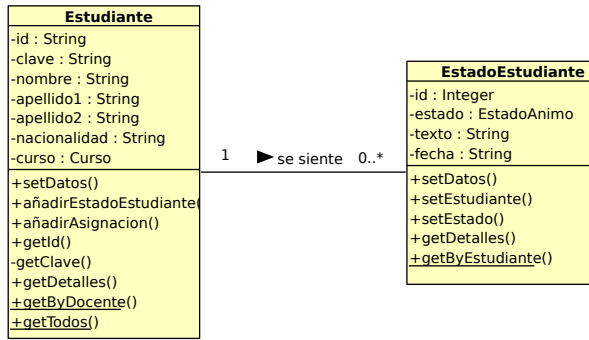 Estudiante
-id : String
-clave : String
-nombre : String
-apellido1 : String
-apellido2 : String
-nacionalidad : String
-curso : Curso
+setDatos()
+añadirEstadoEstudiante(
+añadirAsignacion()
+getId()
-getClave()
+getDetalles()
+getByDocente()
+getTodos()
1 se siente 0..*
EstadoEstudiante
-id : Integer
-estado : EstadoAnimo
-texto : String
-fecha : String
+setDatos()
+setEstudiante()
+setEstado()
+getDetalles()
+getByEstudiante()